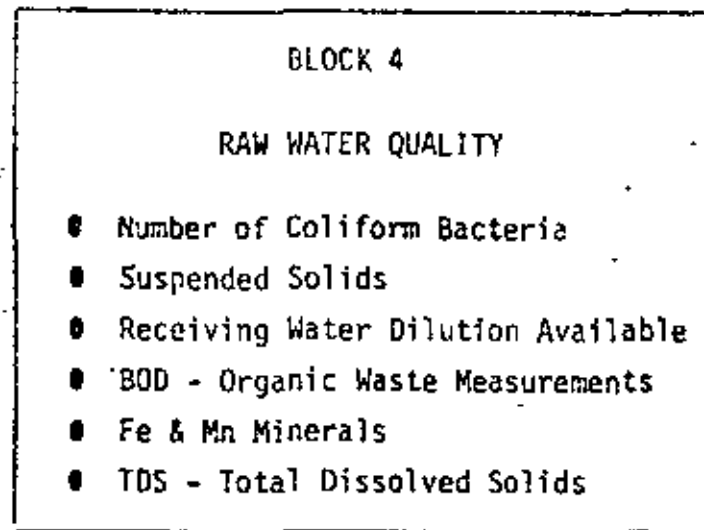 BLOCK 4
RAW WATER QUALITY
● Number of Coliform Bacteria
● Suspended Solids
● Receiving Water Dilution Available
● BOD - Organic Waste Measurements
● Fe & Mn Minerals
● TDS - Total Dissolved Solids